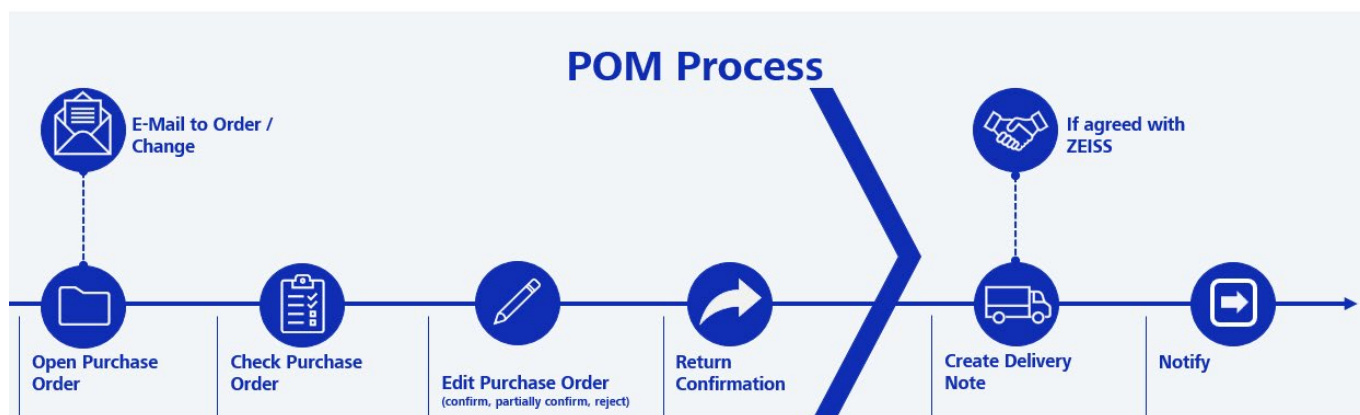 POM Process
E-Mail to Order /
Change
If agreed with
ZEISS
Open Purchase
Order
Check Purchase
Order
Edit Purchase Order
(confirm, partially confirm, reject)
Return
Confirmation
Create Delivery
Note
Notify